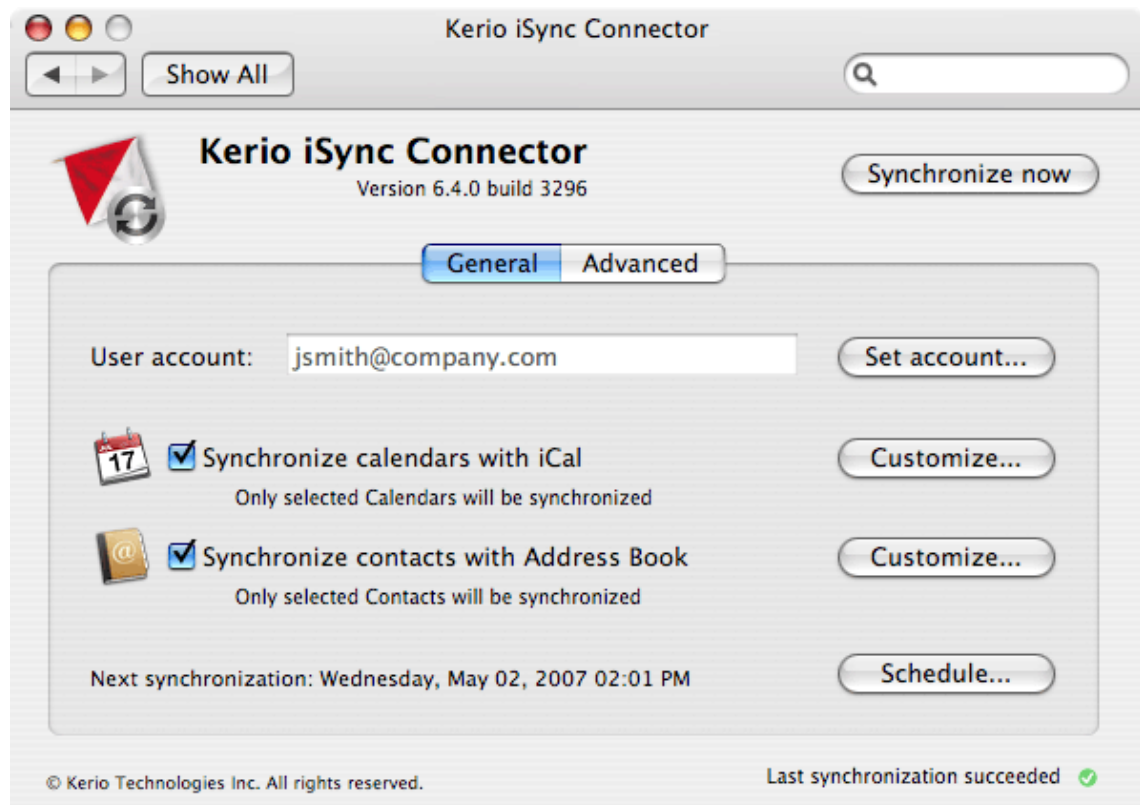 Kerio iSync Connector
Show All
Kerio iSync Connector
Version 6.4.0 build 3296
Synchronize now
General Advanced
User account: jsmith@company.com Set account...
JUL
17
Synchronize calendars with iCal Customize...
Only selected Calendars will be synchronized
@
Synchronize contacts with Address Book Customize...
Only selected Contacts will be synchronized
Next synchronization: Wednesday, May 02, 2007 02:01 PM Schedule...
© Kerio Technologies Inc. All rights reserved. Last synchronization succeeded